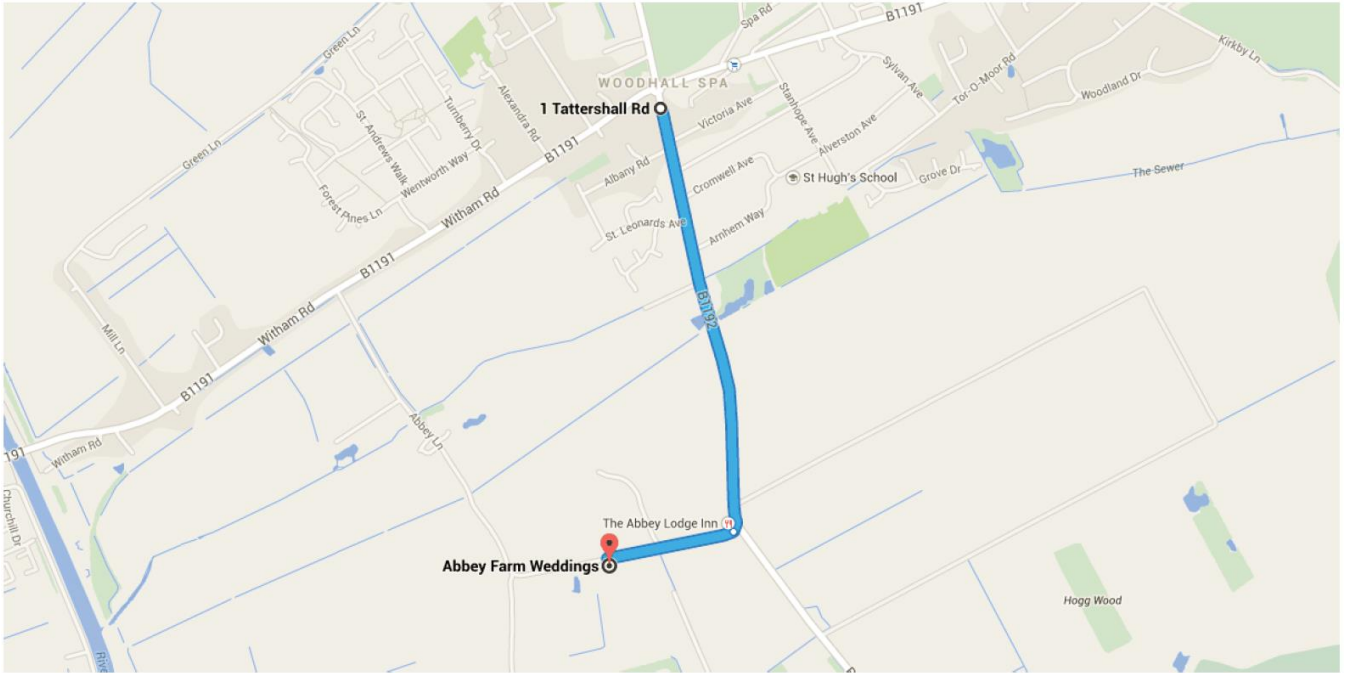 Green Ln
Spa Rd
B1191
Kirkby Ln
WOODHALL SPA
Sylvan Ave
Tor-O-Moor Rd
Woodland Dr
Turnberry Dr
Alexandra Rd
1 Tattershall Rd
Victoria Ave
Stanhope Ave
Alverston Ave
St. Andrews Walk
Green Ln
B1191
Wentworth Way
Albany Rd
Cromwell Ave
St Hugh's School
Grove Dr
The Sewer
Forest Pines Ln
Witham Rd
St. Leonards Ave
Arnhem Way
B1191
B1192
Witham Rd
Mill Ln
B1191
Abbey Ln
Witham Rd
191
Churchill Dr
The Abbey Lodge Inn
Abbey Farm Weddings
Hogg Wood